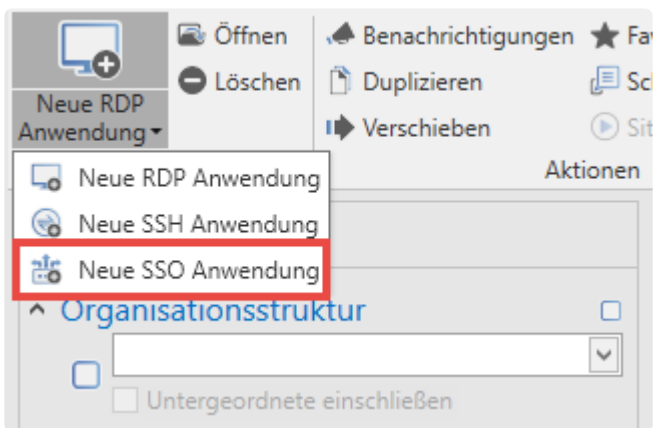 Öffnen
Benachrichtigungen
Löschen
Duplizieren
Neue RDP
Anwendung
Verschieben
Aktionen
Neue RDP Anwendung
Neue SSH Anwendung
Neue SSO Anwendung
Organisationsstruktur
Untergeordnete einschließen